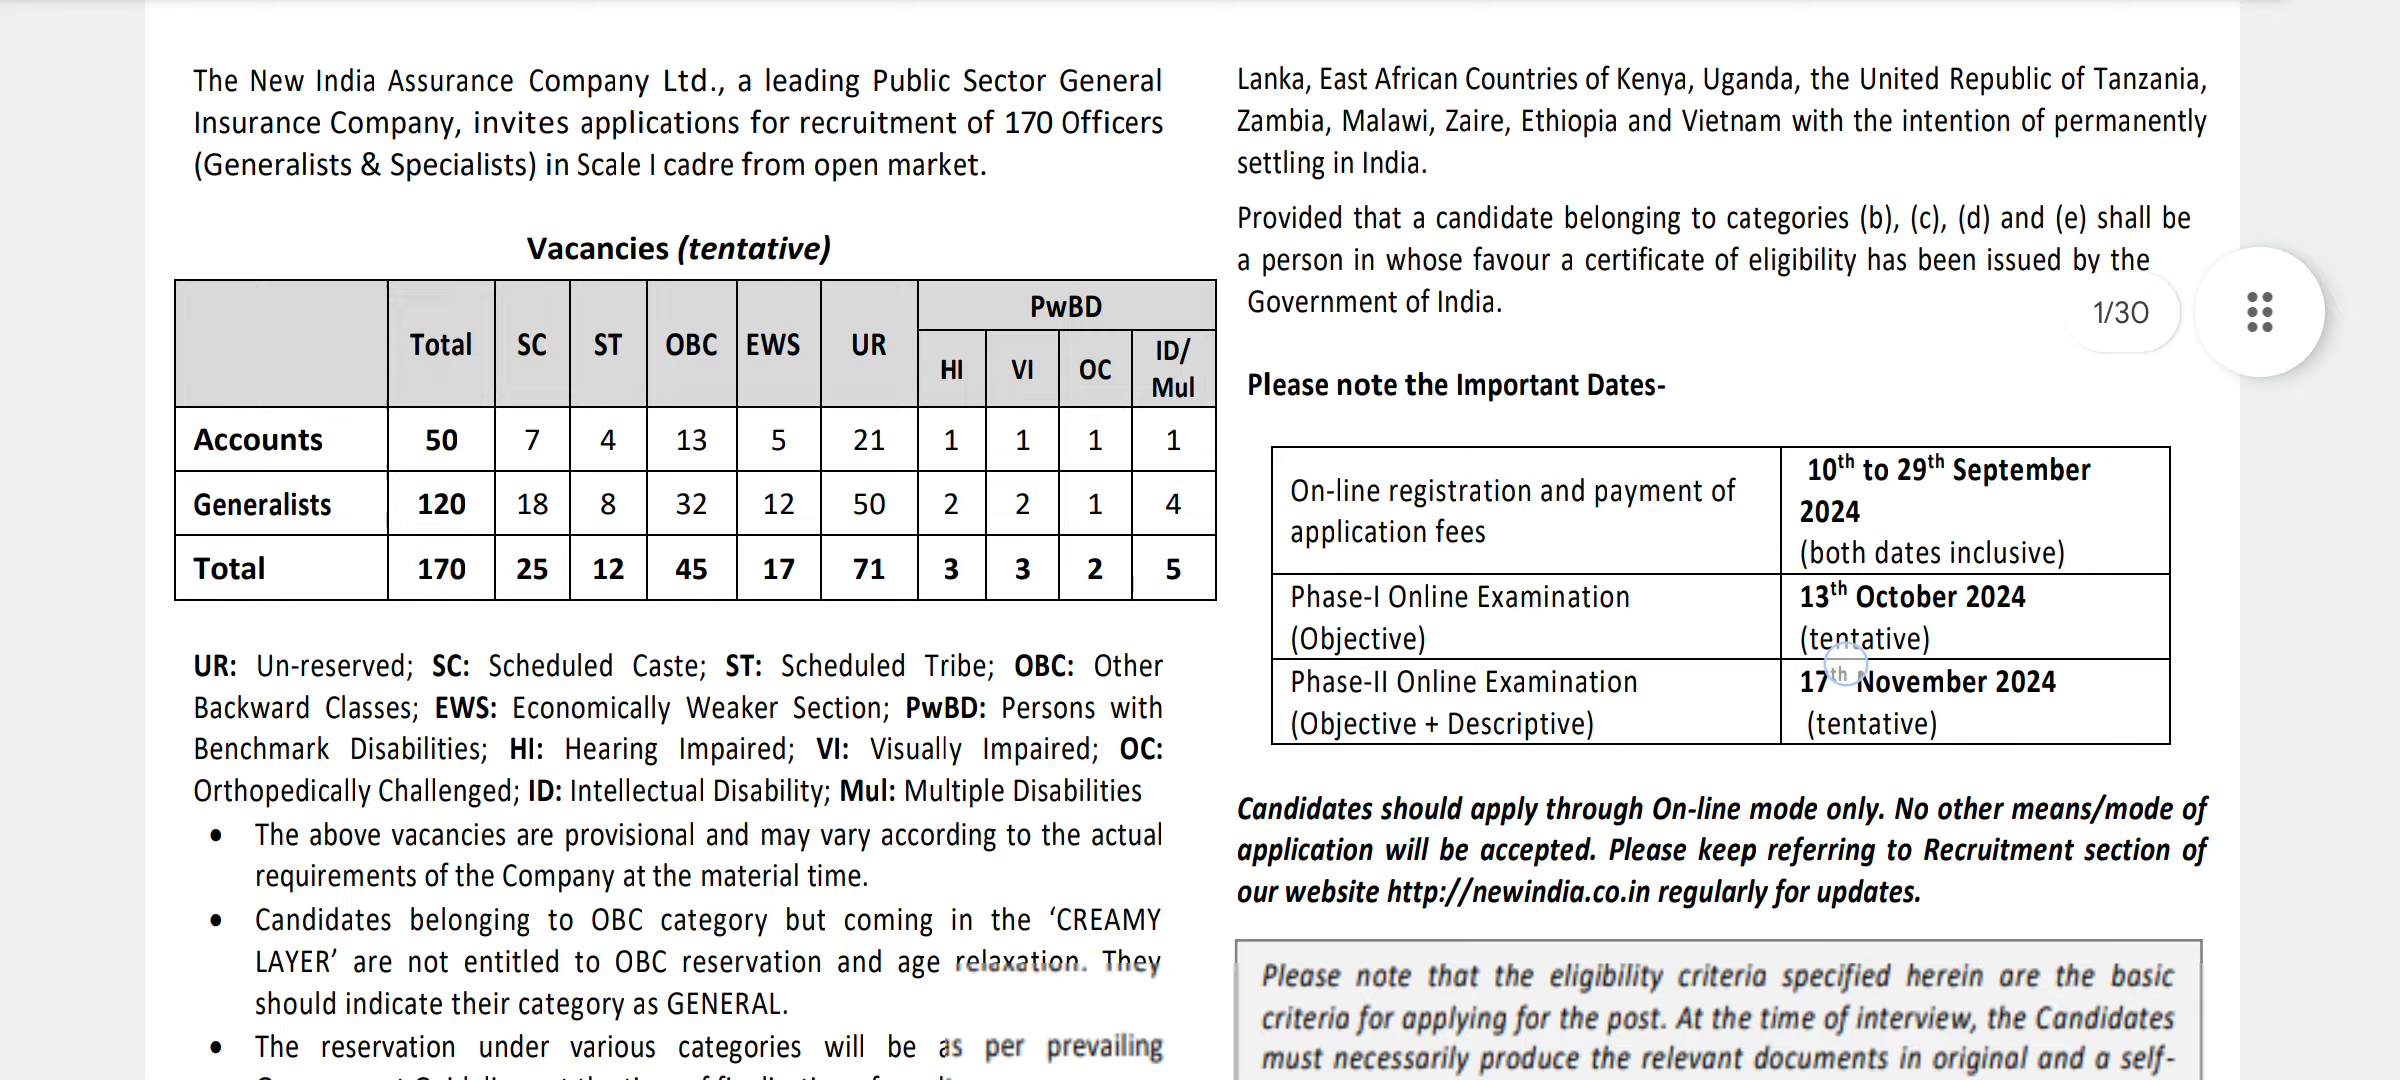 The New India Assurance Company Ltd., a leading Public Sector General
Insurance Company, invites applications for recruitment of 170 Officers
(Generalists & Specialists) in Scale I cadre from open market.
Vacancies (tentative)
Total SC ST OBC EWS UR PwBD
HI VI OC ID/
Mul
Accounts 50 7 4 13 5 21 1 1 1 1
Generalists 120 18 8 32 12 50 2 2 1 4
Total 170 25 12 45 17 71 3 3 2 5
UR: Un-reserved; SC: Scheduled Caste; ST: Scheduled Tribe; OBC: Other
Backward Classes; EWS: Economically Weaker Section; PwBD: Persons with
Benchmark Disabilities; HI: Hearing Impaired; VI: Visually Impaired; OC:
Orthopedically Challenged; ID: Intellectual Disability; Mul: Multiple Disabilities
• The above vacancies are provisional and may vary according to the actual
requirements of the Company at the material time.
• Candidates belonging to OBC category but coming in the ‘CREAMY
LAYER’ are not entitled to OBC reservation and age relaxation. They
should indicate their category as GENERAL.
• The reservation under various categories will be as per prevailing
Lanka, East African Countries of Kenya, Uganda, the United Republic of Tanzania,
Zambia, Malawi, Zaire, Ethiopia and Vietnam with the intention of permanently
settling in India.
Provided that a candidate belonging to categories (b), (c), (d) and (e) shall be
a person in whose favour a certificate of eligibility has been issued by the
Government of India.
1/30
Please note the Important Dates-
On-line registration and payment of
application fees
10th to 29th September
2024
(both dates inclusive)
Phase-I Online Examination
(Objective)
13th October 2024
(tentative)
Phase-II Online Examination
(Objective + Descriptive)
17th November 2024
(tentative)
Candidates should apply through On-line mode only. No other means/mode of
application will be accepted. Please keep referring to Recruitment section of
our website http://newindia.co.in regularly for updates.
Please note that the eligibility criteria specified herein are the basic
criteria for applying for the post. At the time of interview, the Candidates
must necessarily produce the relevant documents in original and a self-